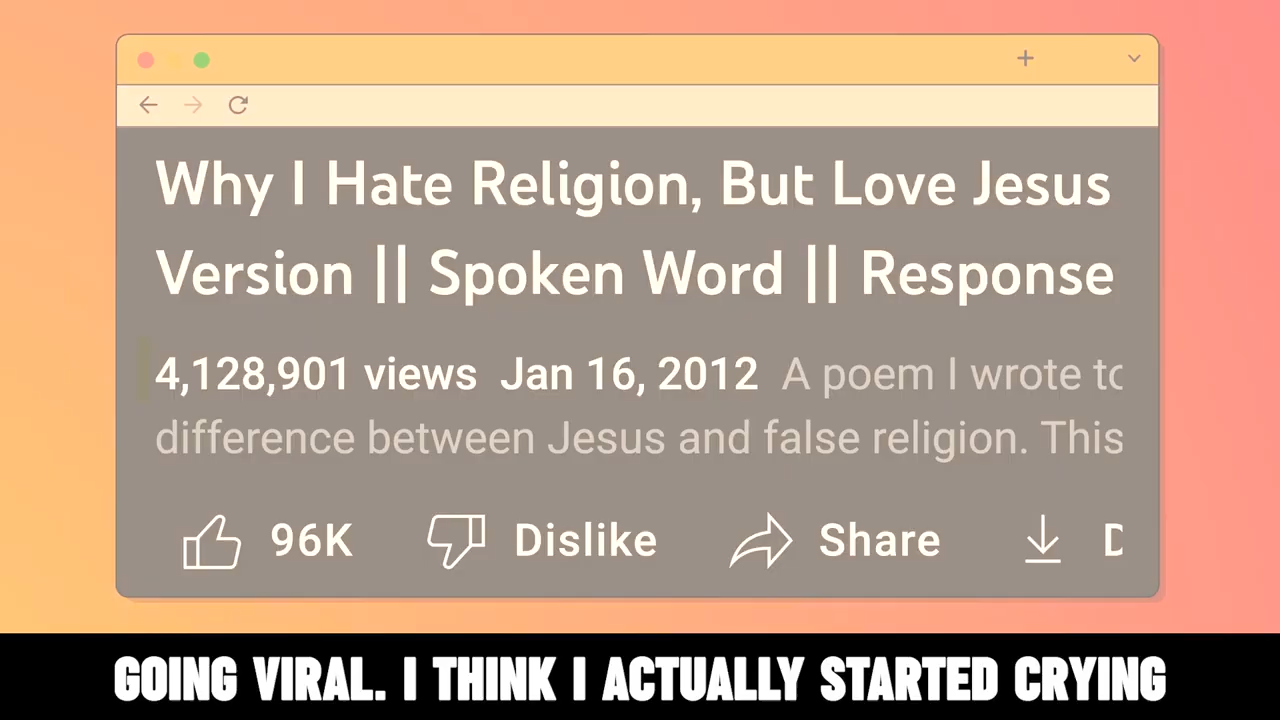 Why I Hate Religion, But Love Jesus
Version || Spoken Word || Response
4,128,901 views Jan 16, 2012 A poem I wrote to
difference between Jesus and false religion. This
96K Dislike Share D
GOING VIRAL. I THINK I ACTUALLY STARTED CRYING